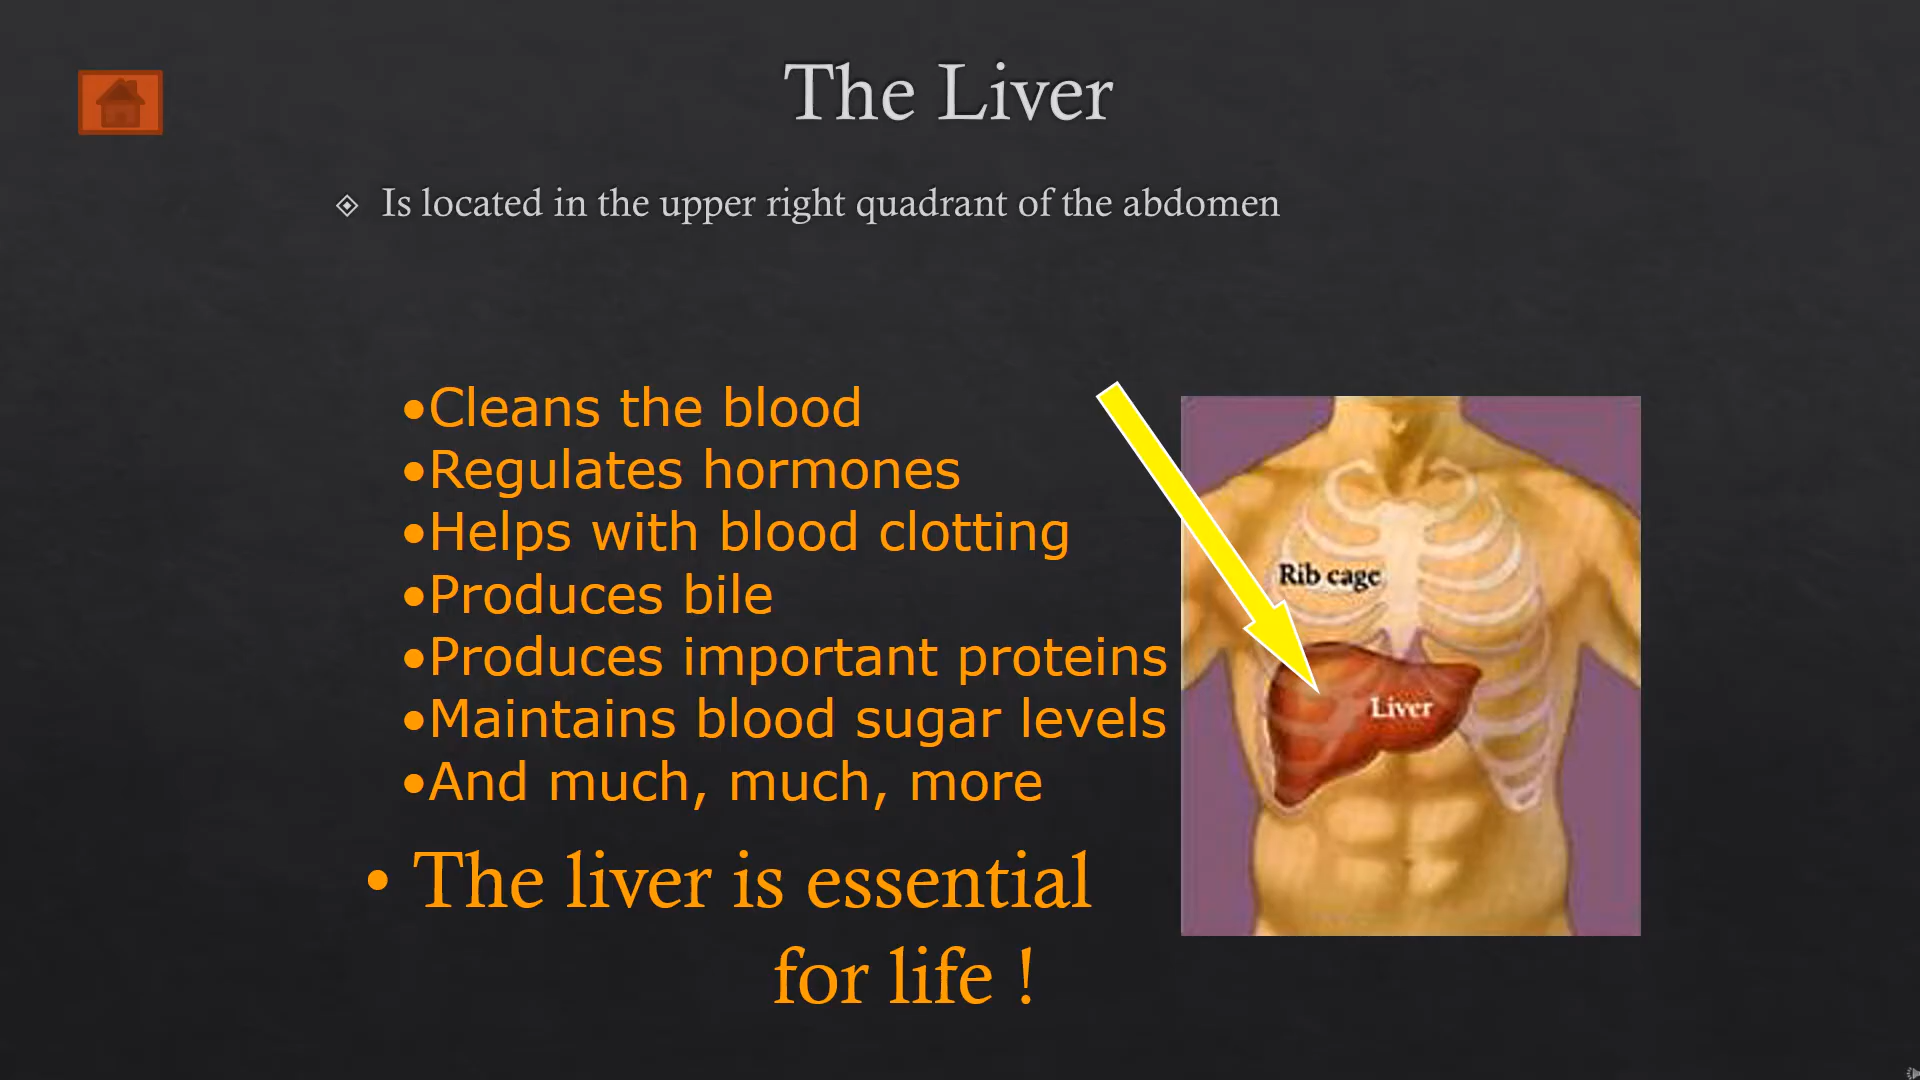 The Liver
Is located in the upper right quadrant of the abdomen
•Cleans the blood
•Regulates hormones
•Helps with blood clotting
•Produces bile
•Produces important proteins
•Maintains blood sugar levels
•And much, much, more
• The liver is essential
for life !
Rib cage
Liver